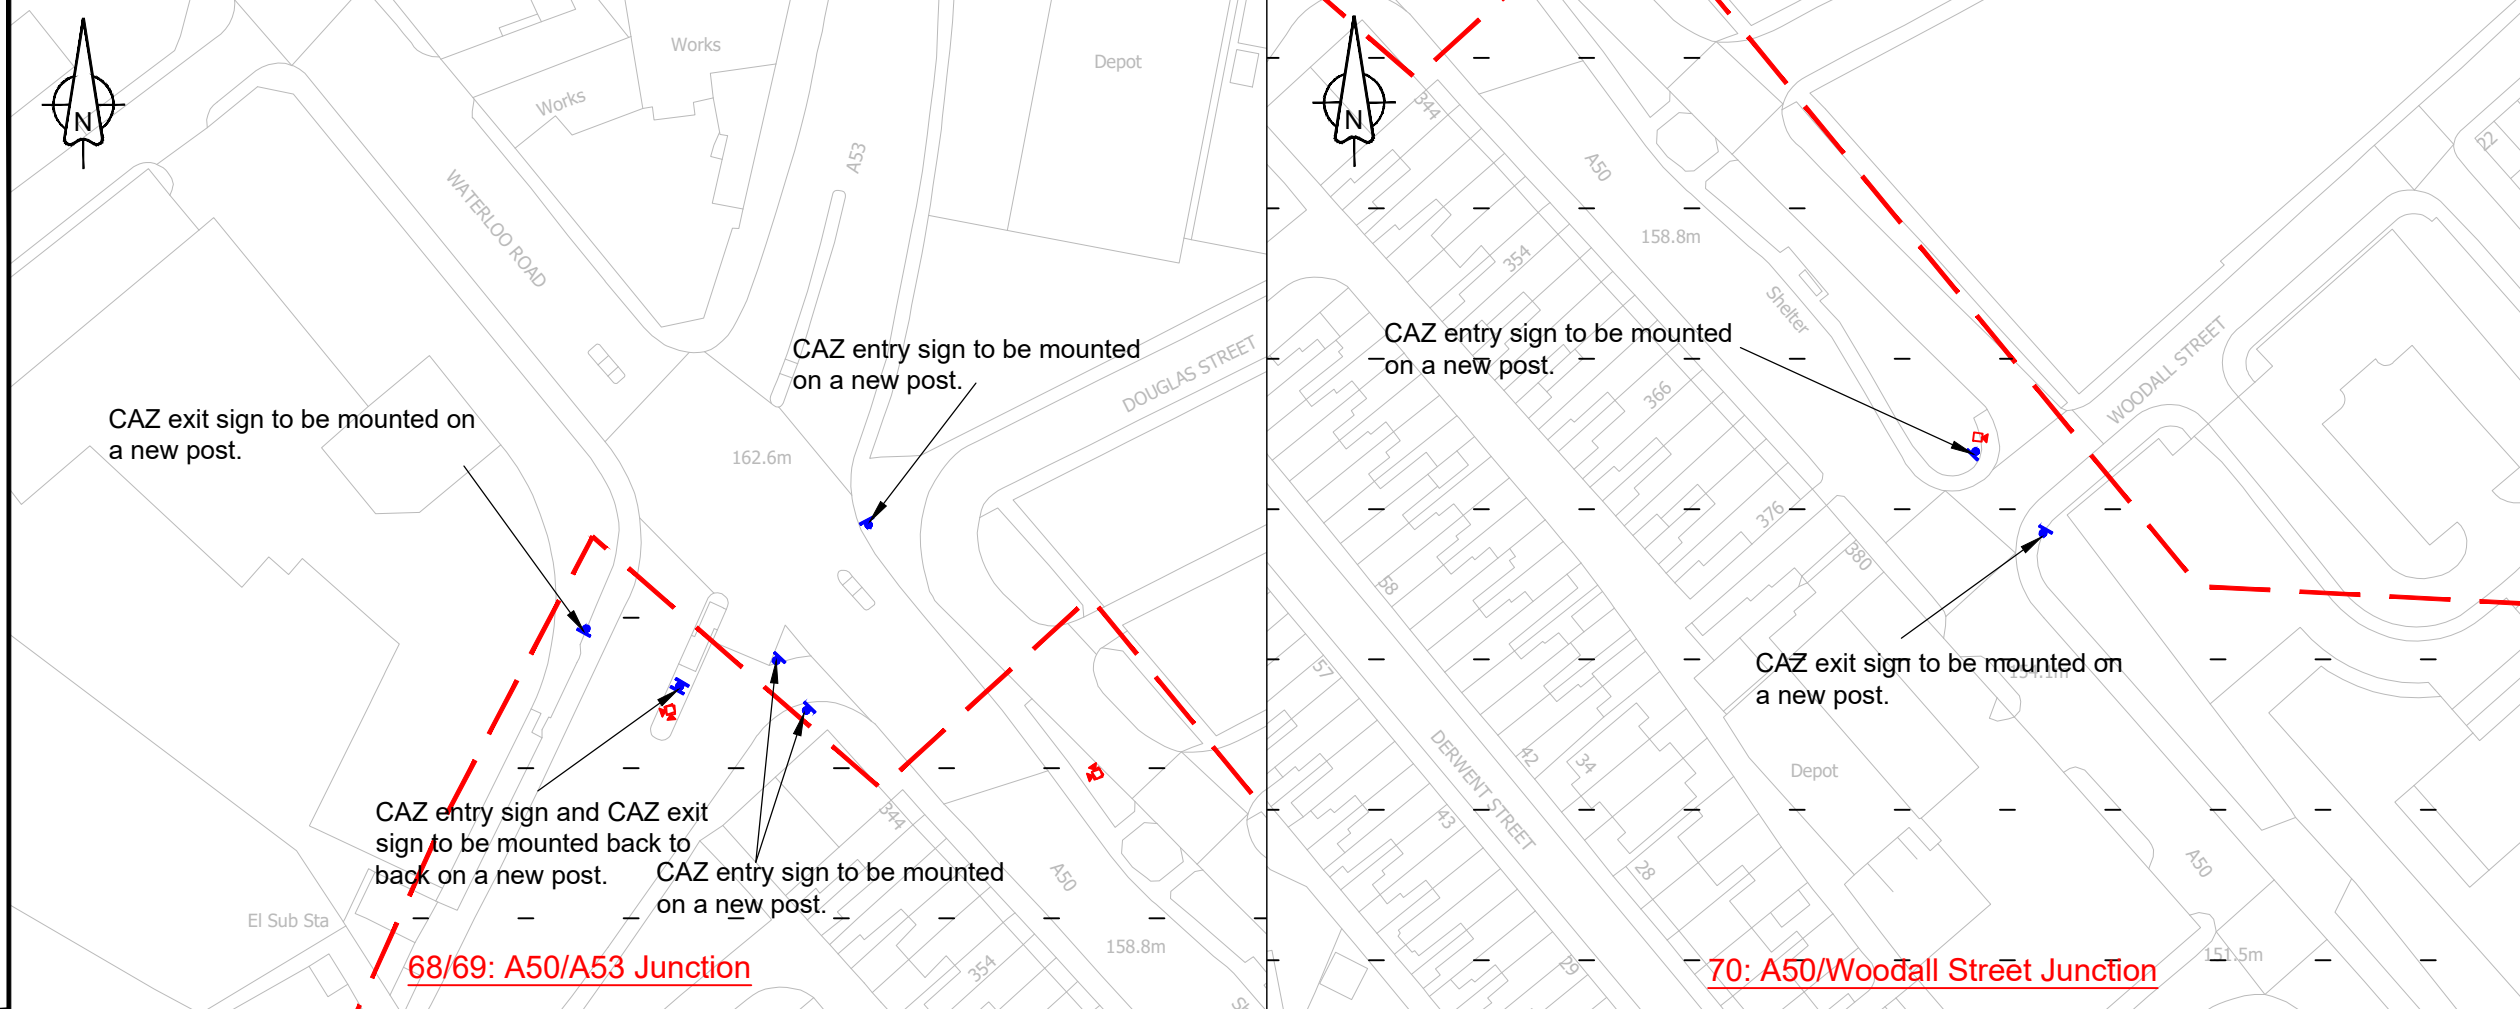 N
Works
Works
Depot
A53
WATERLOO ROAD
CAZ entry sign to be mounted
on a new post.
DOUGLAS STREET
CAZ exit sign to be mounted on
a new post.
162.6m
CAZ entry sign and CAZ exit
sign to be mounted back to
back on a new post.
CAZ entry sign to be mounted
on a new post.
344
A50
El Sub Sta
354
158.8m
68/69: A50/A53 Junction
N
344
A50
22
354
158.8m
Shelter
CAZ entry sign to be mounted
on a new post.
366
WOODALL STREET
376
380
58
57
CAZ exit sign to be mounted on
a new post.
DERWENT STREET
42
34
Depot
43
28
A50
29
151.5m
70: A50/Woodall Street Junction